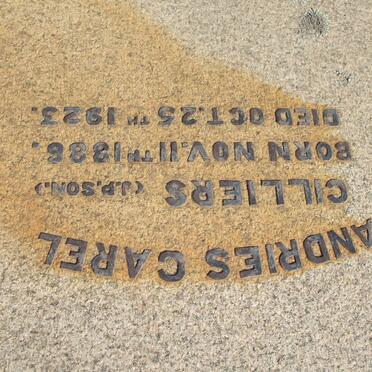 ANDRIES CAREL
CILLIERS (J.P.SON.)
BORN NOV.11TH 1886,
DIED OCT.25TH 1923.